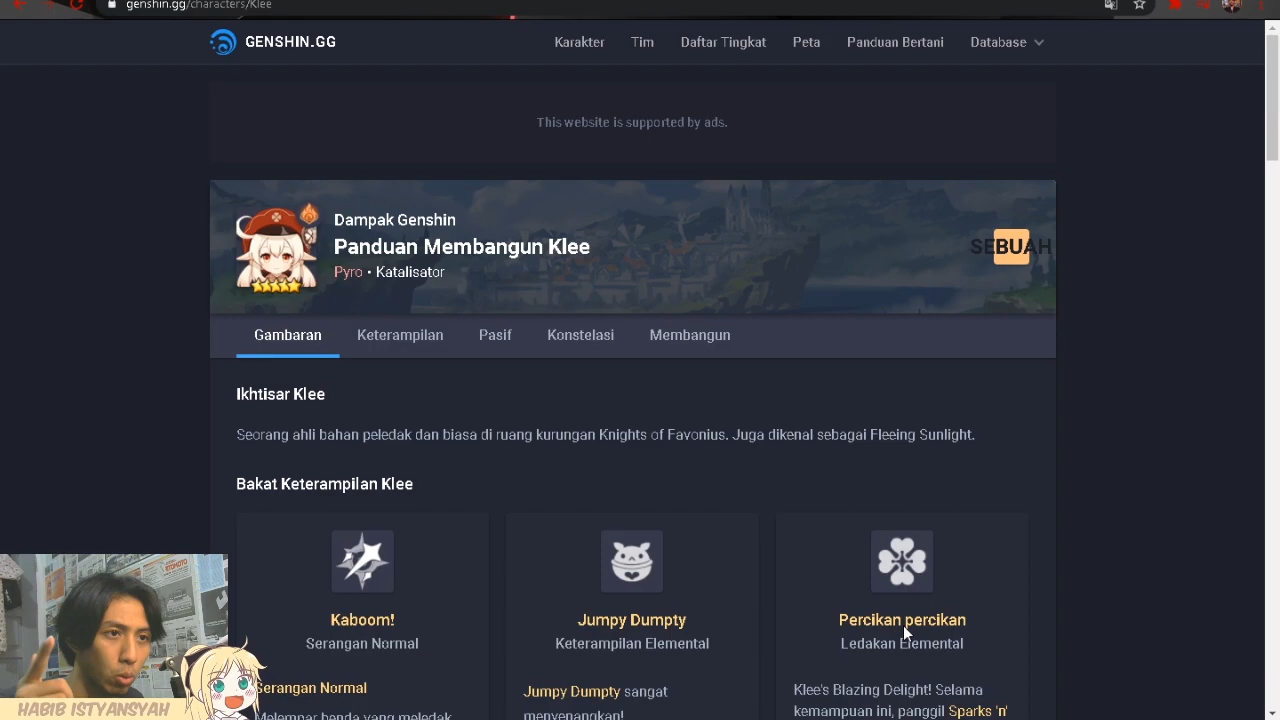 genshin.gg/characters/Klee
GENSHIN.GG
Karakter
Tim
Daftar Tingkat
Peta
Panduan Bertani
Database
This website is supported by ads.
Dampak Genshin
Panduan Membangun Klee
Pyro • Katalisator
SEBUAH
Gambaran
Keterampilan
Pasif
Konstelasi
Membangun
Ikhtisar Klee
Seorang ahli bahan peledak dan biasa di ruang kurungan Knights of Favonius. Juga dikenal sebagai Fleeing Sunlight.
Bakat Keterampilan Klee
Kaboom!
Serangan Normal
Serangan Normal
Melempar benda yang meledak
Jumpy Dumpty
Keterampilan Elemental
Jumpy Dumpty sangat
menyenangkan!
Percikan percikan
Ledakan Elemental
Klee's Blazing Delight! Selama
kemampuan ini, panggil Sparks 'n'
HABIB ISTYANSYAH